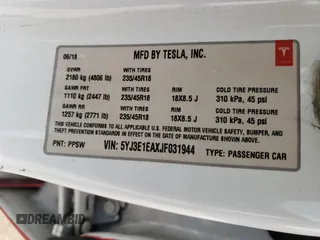 06/18 MFD BY TESLA, INC.
GVWR WITH TIRES
2180 kg (4806 lb) 235/45R18
GAWR FRT WITH TIRES RIM COLD TIRE PRESSURE
1110 kg (2447 lb) 235/45R18 18X8.5 J 310 kPa, 45 psi
GAWR RR WITH TIRES RIM COLD TIRE PRESSURE
1257 kg (2771 lb) 235/45R18 18X8.5 J 310 kPa, 45 psi
THIS VEHICLE CONFORMS TO ALL APPLICABLE U.S. FEDERAL MOTOR VEHICLE SAFETY, BUMPER, AND
THEFT PREVENTION STANDARDS IN EFFECT ON THE DATE OF MANUFACTURE SHOWN ABOVE.
PNT: PPSW VIN: 5YJ3E1EAXJF031944 TYPE: PASSENGER CAR
TESLA
DREAMBID